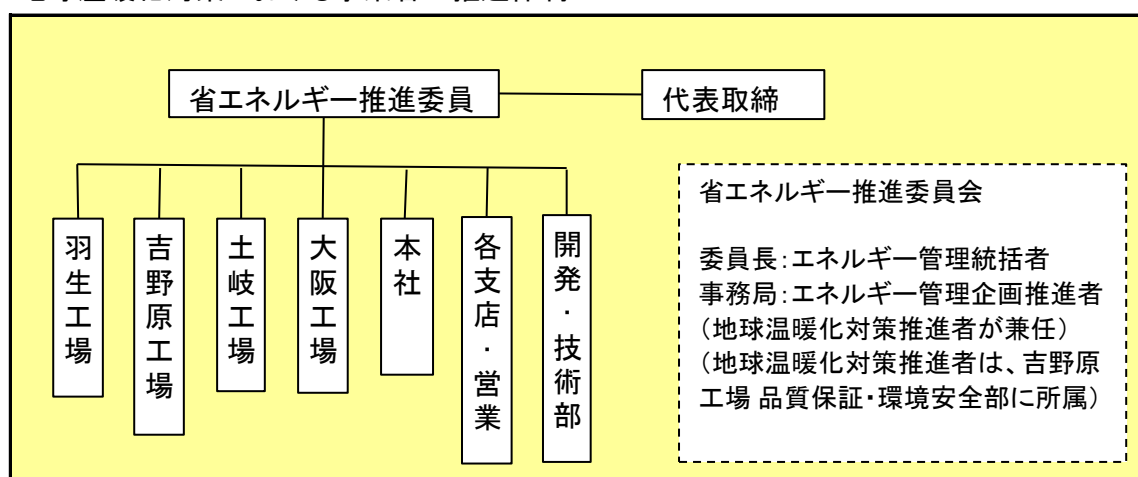 省エネルギー推進委員
代表取締
羽生工場
吉野原工場
土岐工場
大阪工場
本社
各支店・営業
開発・技術部
省エネルギー推進委員会
委員長：エネルギー管理統括者
事務局：エネルギー管理企画推進者
（地球温暖化対策推進者が兼任）
（地球温暖化対策推進者は、吉野原
工場 品質保証・環境安全部に所属）